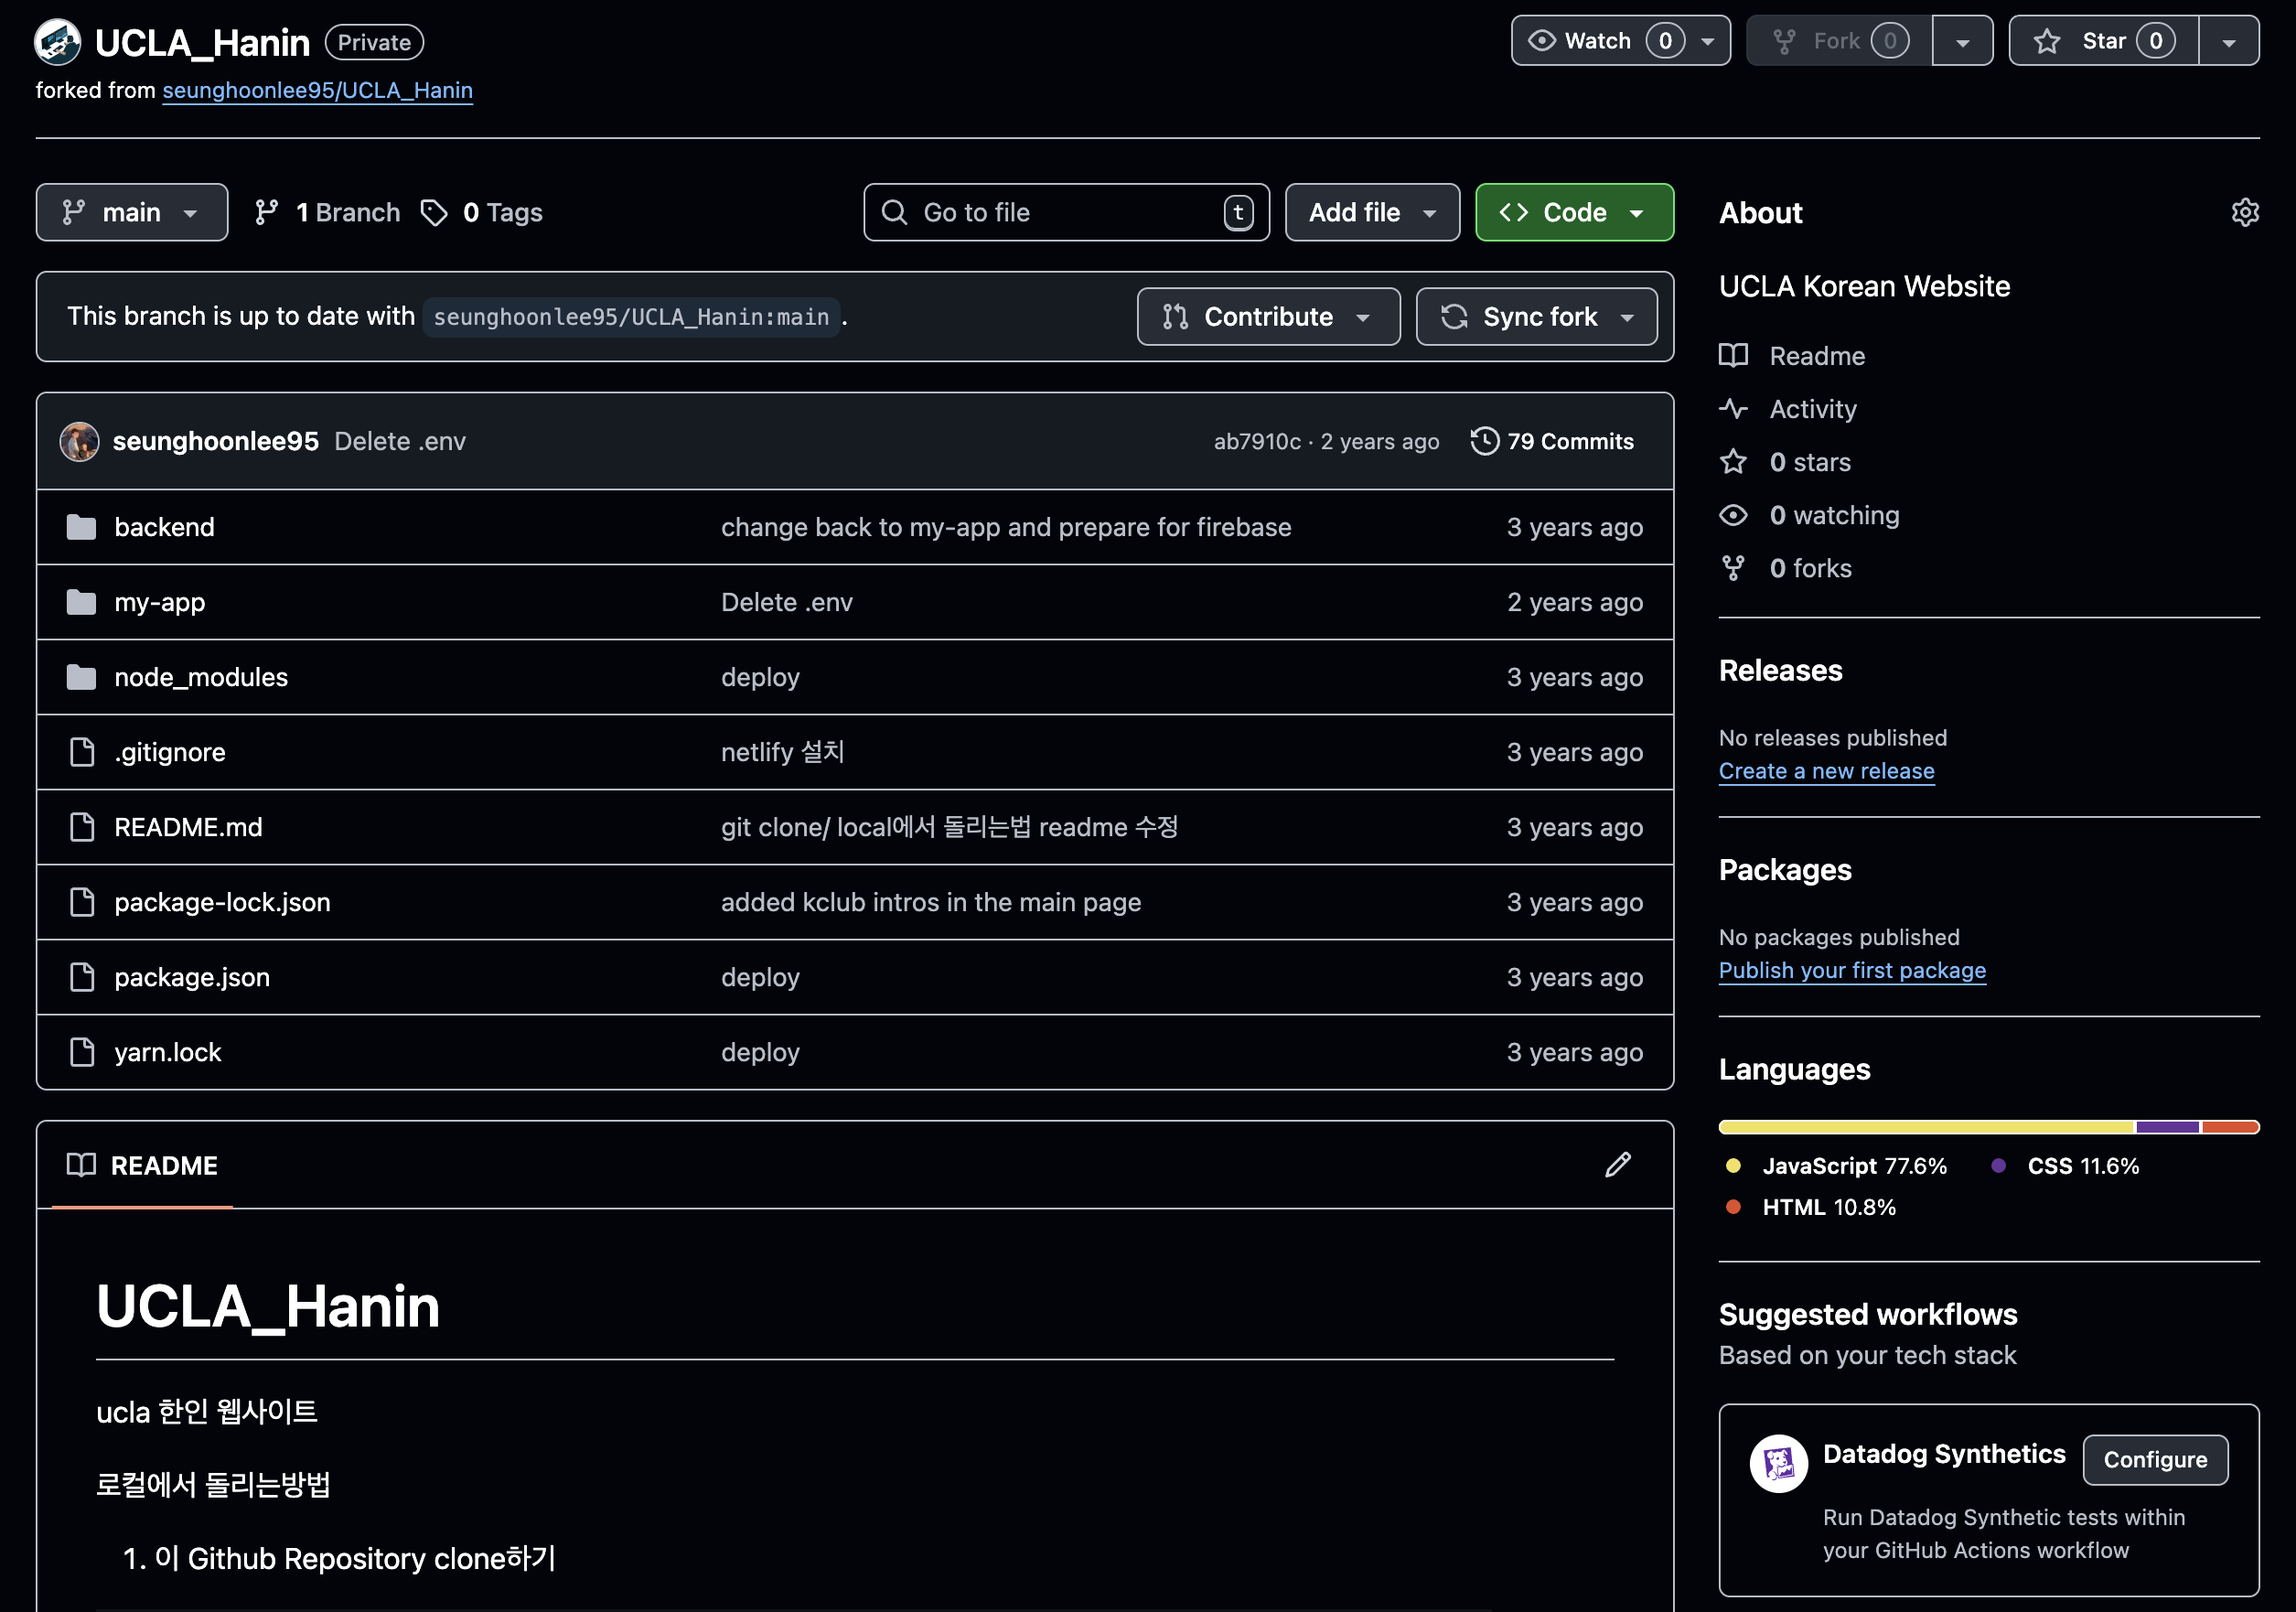 UCLA_Hanin Private
Watch 0
Fork 0
Star 0
forked from seunghoonlee95/UCLA_Hanin
main
1 Branch
0 Tags
Go to file
t
Add file
Code
This branch is up to date with seunghoonlee95/UCLA_Hanin:main.
Contribute
Sync fork
seunghoonlee95 Delete .env
ab7910c · 2 years ago
79 Commits
backend change back to my-app and prepare for firebase 3 years ago
my-app Delete .env 2 years ago
node_modules deploy 3 years ago
.gitignore netlify 설치 3 years ago
README.md git clone/ local에서 돌리는법 readme 수정 3 years ago
package-lock.json added kclub intros in the main page 3 years ago
package.json deploy 3 years ago
yarn.lock deploy 3 years ago
README
UCLA_Hanin
ucla 한인 웹사이트
로컬에서 돌리는방법
1. 이 Github Repository clone하기
About
UCLA Korean Website
Readme
Activity
0 stars
0 watching
0 forks
Releases
No releases published
Create a new release
Packages
No packages published
Publish your first package
Languages
JavaScript 77.6%
CSS 11.6%
HTML 10.8%
Suggested workflows
Based on your tech stack
Datadog Synthetics
Configure
Run Datadog Synthetic tests within
your GitHub Actions workflow